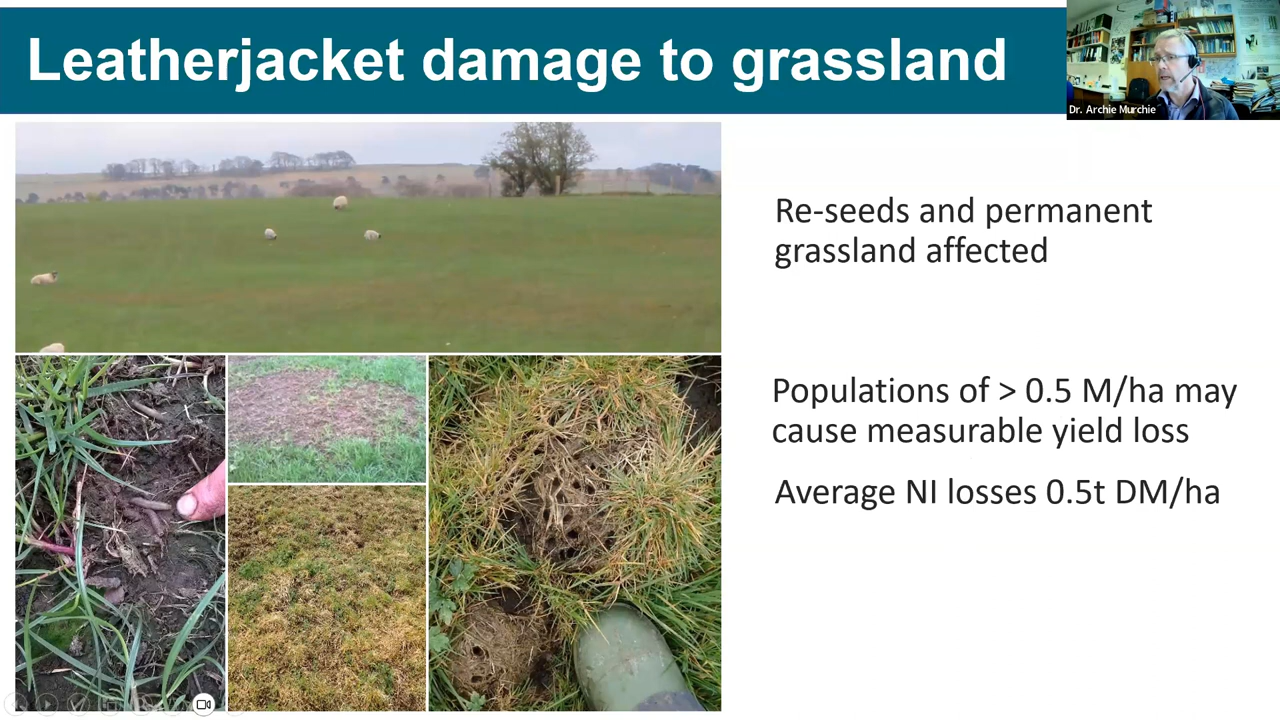 Leatherjacket damage to grassland
Dr. Archie Murchie
Re-seeds and permanent
grassland affected
Populations of > 0.5 M/ha may
cause measurable yield loss
Average NI losses 0.5t DM/ha